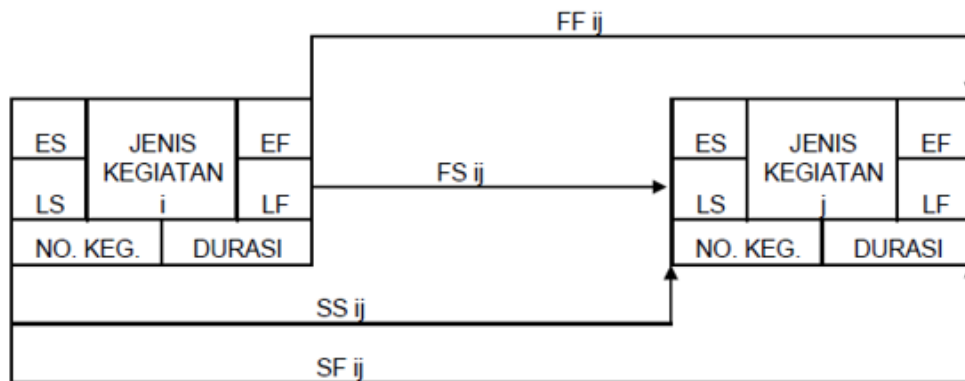 FF ij
ES
JENIS
KEGIATAN
i
EF
LS
LF
NO. KEG.
DURASI
FS ij
ES
JENIS
KEGIATAN
j
EF
LS
LF
NO. KEG.
DURASI
SS ij
SF ij